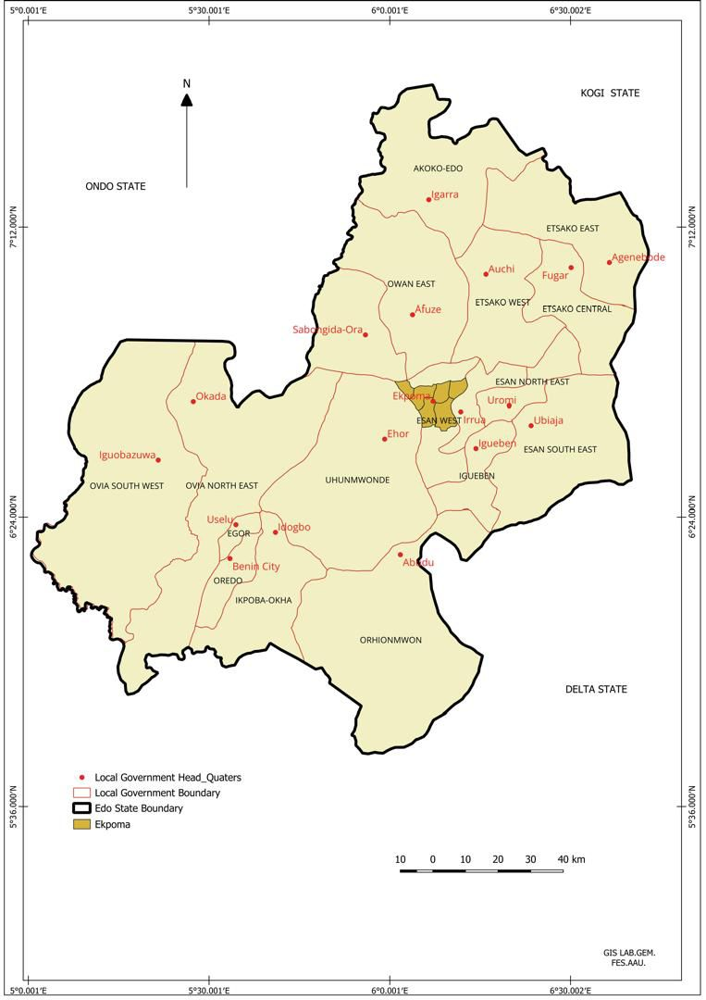 5°0.001'E 5°30.001'E 6°0.001'E 6°30.002'E
N
KOGI STATE
ONDO STATE
AKOKO-EDO
Igarra
7°12.000'N 7°12.000'N
ETSAKO EAST
Agenebode
Auchi
Fugar
OWAN EAST
ETSAKO WEST
ETSAKO CENTRAL
Afuze
Sabongida-Ora
ESAN NORTH EAST
Okada
Ekpoma
Uromi
ESAN WEST
Irrua
Ubiaja
Ehor
Igueben
ESAN SOUTH EAST
Iguobazuwa
IGUEBEN
UHUNMWONDE
OVIA SOUTH WEST
OVIA NORTH EAST
6°24.000'N 6°24.000'N
Uselu
Idogbo
EGOR
Abudu
Benin City
OREDO
IKPOBA-OKHA
ORHIONMWON
DELTA STATE
Local Government Head_Quaters
Local Government Boundary
Edo State Boundary
Ekpoma
5°36.000'N 5°36.000'N
10 0 10 20 30 40 km
GIS LAB.GEM.
FES.AAU.
5°0.001'E 5°30.001'E 6°0.001'E 6°30.002'E